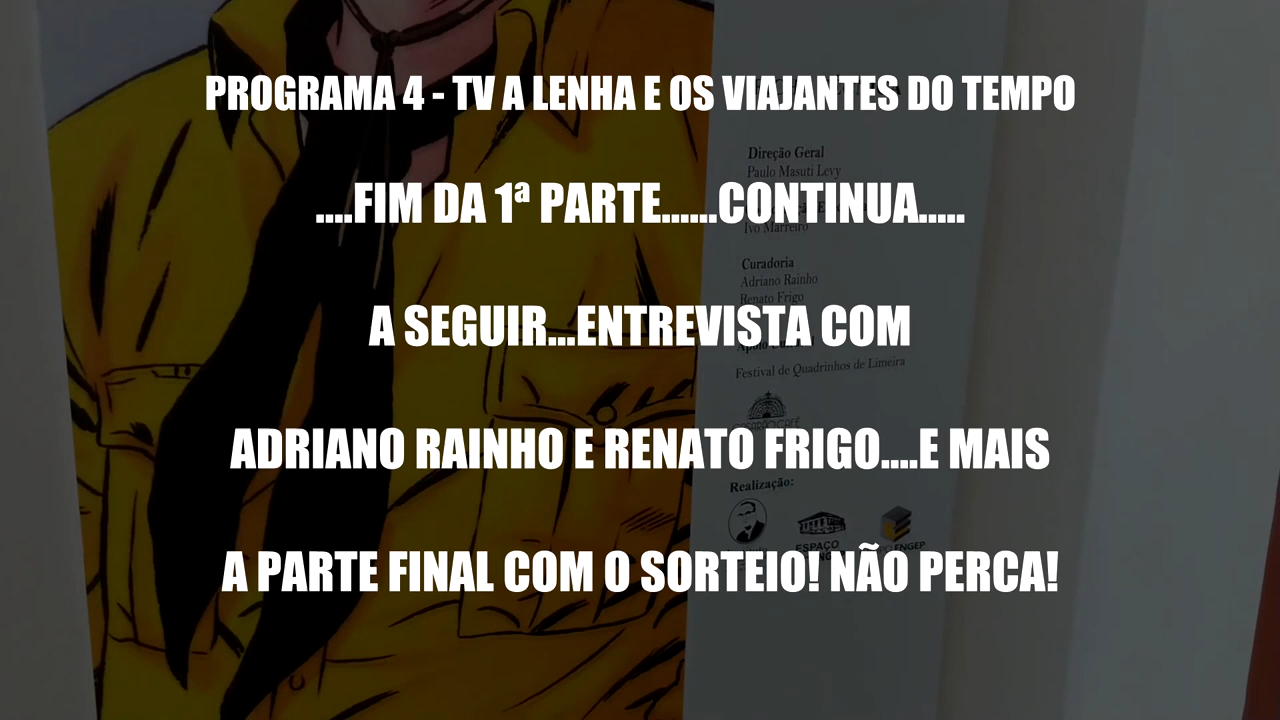 PROGRAMA 4 - TV A LENHA E OS VIAJANTES DO TEMPO
....FIM DA 1ª PARTE......CONTINUA.....
A SEGUIR...ENTREVISTA COM
ADRIANO RAINHO E RENATO FRIGO....E MAIS
A PARTE FINAL COM O SORTEIO! NÃO PERCA!
Direção Geral
Paulo Masuti Levy
Ivo Marreiro
Curadoria
Adriano Rainho
Renato Frigo
Festival de Quadrinhos de Limeira
Realização:
ESPAÇO
ENGEP